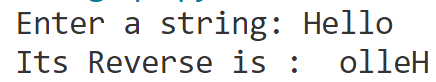 Enter a string: Hello
Its Reverse is :  olleH